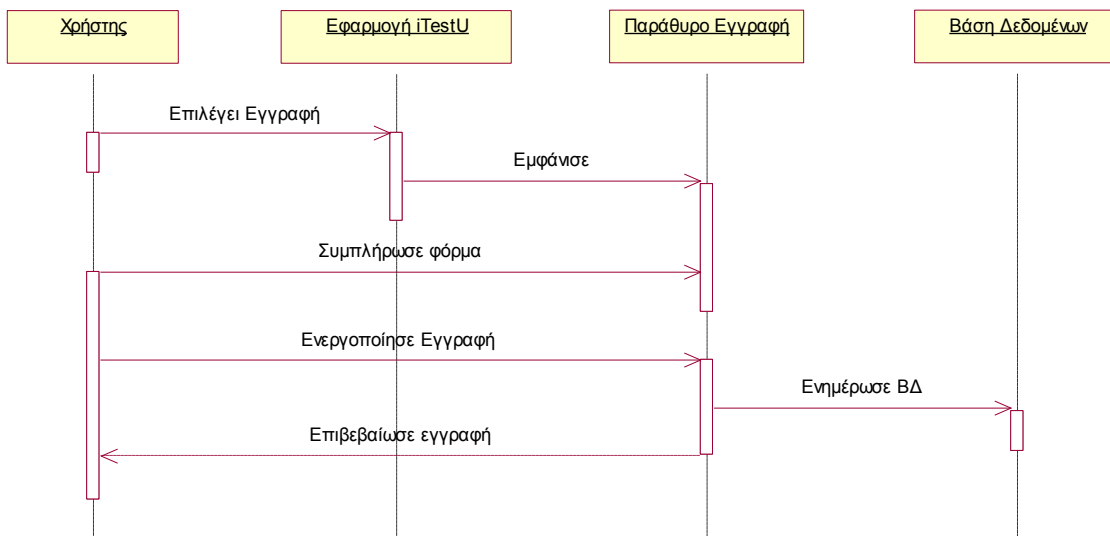 Χρήστης
Εφαρμογή iTestU
Παράθυρο Εγγραφή
Βάση Δεδομένων
Επιλέγει Εγγραφή
Εμφάνισε
Συμπλήρωσε φόρμα
Ενεργοποίησε Εγγραφή
Ενημέρωσε ΒΔ
Επιβεβαίωσε εγγραφή